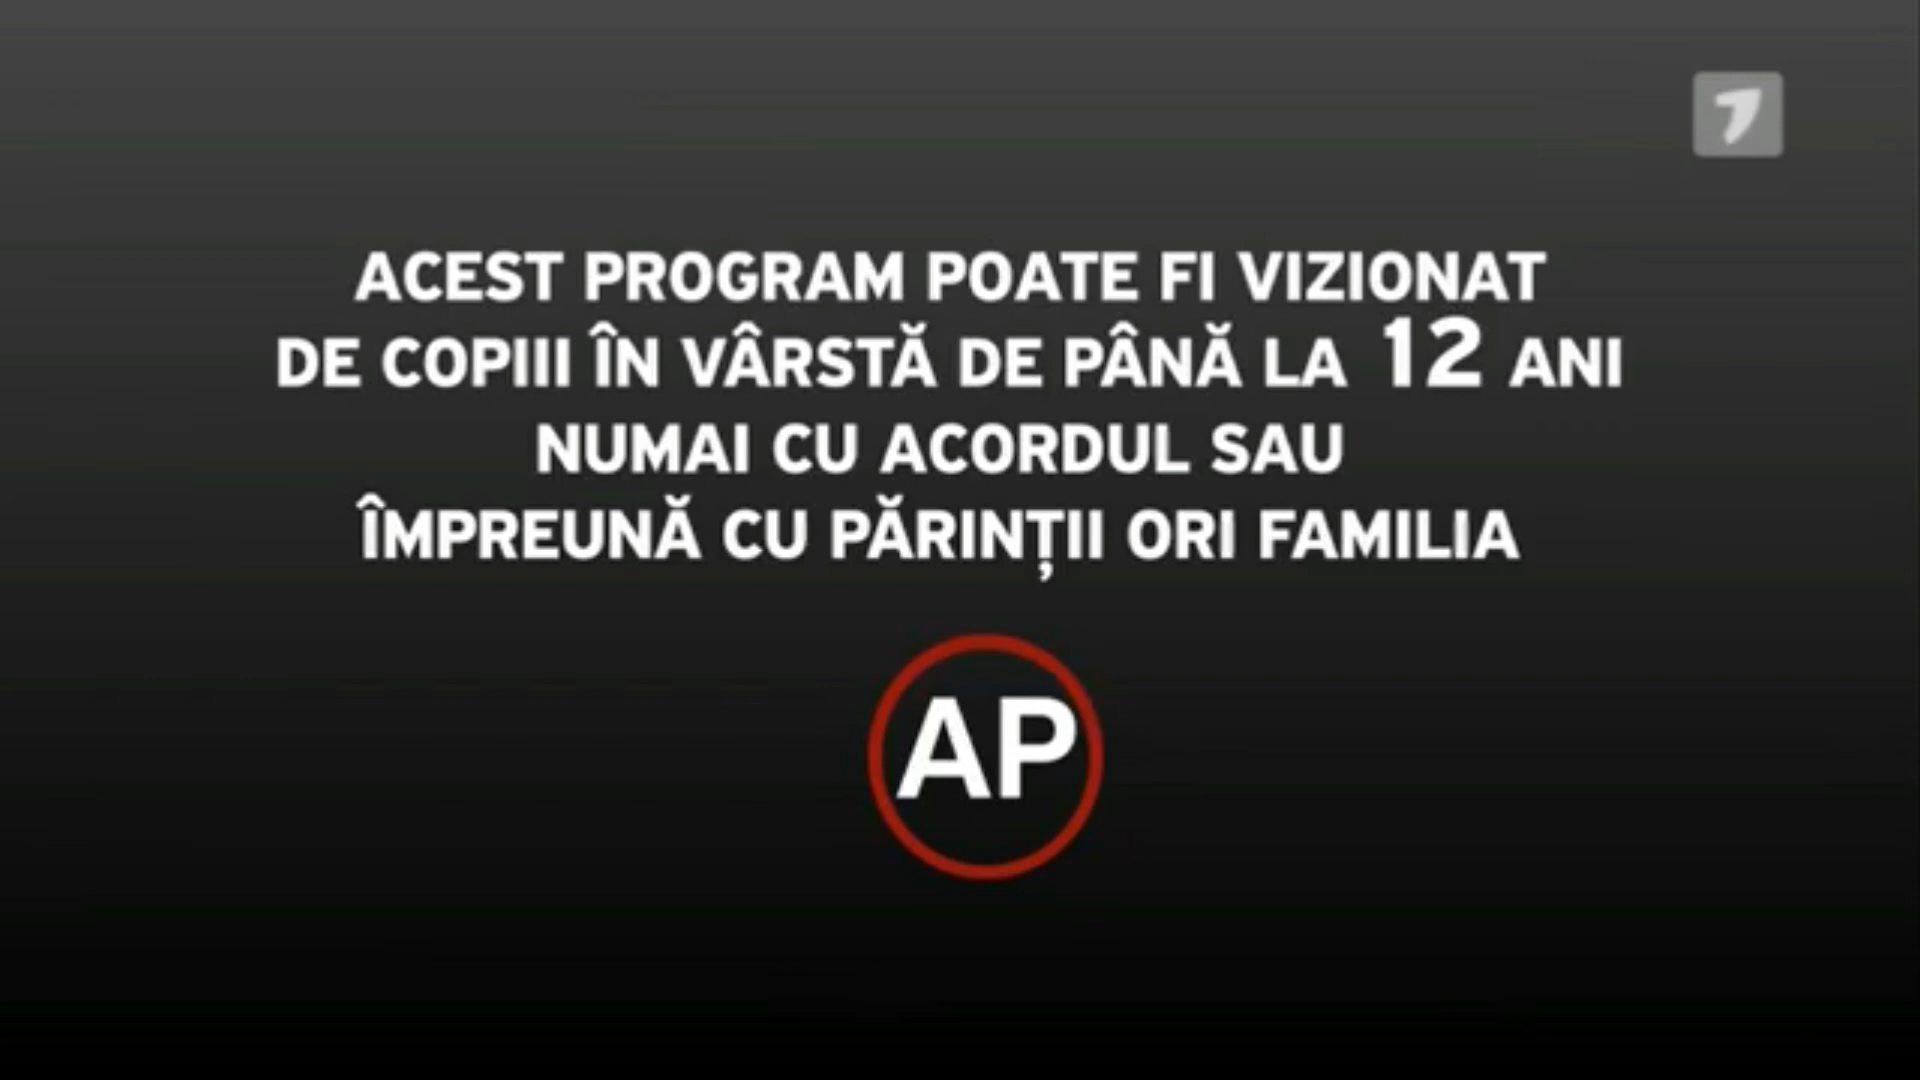 7
ACEST PROGRAM POATE FI VIZIONAT
DE COPIII ÎN VÂRSTĂ DE PÂNĂ LA 12 ANI
NUMAI CU ACORDUL SAU
ÎMPREUNĂ CU PĂRINȚII ORI FAMILIA
AP